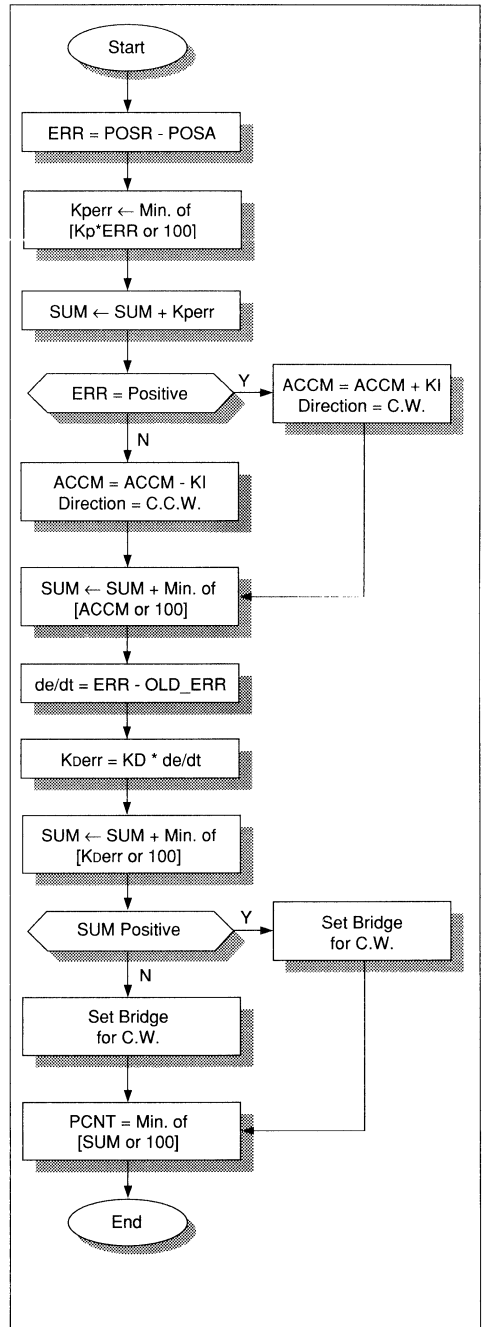 Start
ERR = POSR - POSA
Kperr ← Min. of
[Kp*ERR or 100]
SUM ← SUM + Kperr
ERR = Positive
Y
ACCM = ACCM + KI
Direction = C.W.
N
ACCM = ACCM - KI
Direction = C.C.W.
SUM ← SUM + Min. of
[ACCM or 100]
de/dt = ERR - OLD_ERR
KDerr = KD * de/dt
SUM ← SUM + Min. of
[KDerr or 100]
SUM Positive
Y
Set Bridge
for C.W.
N
Set Bridge
for C.W.
PCNT = Min. of
[SUM or 100]
End